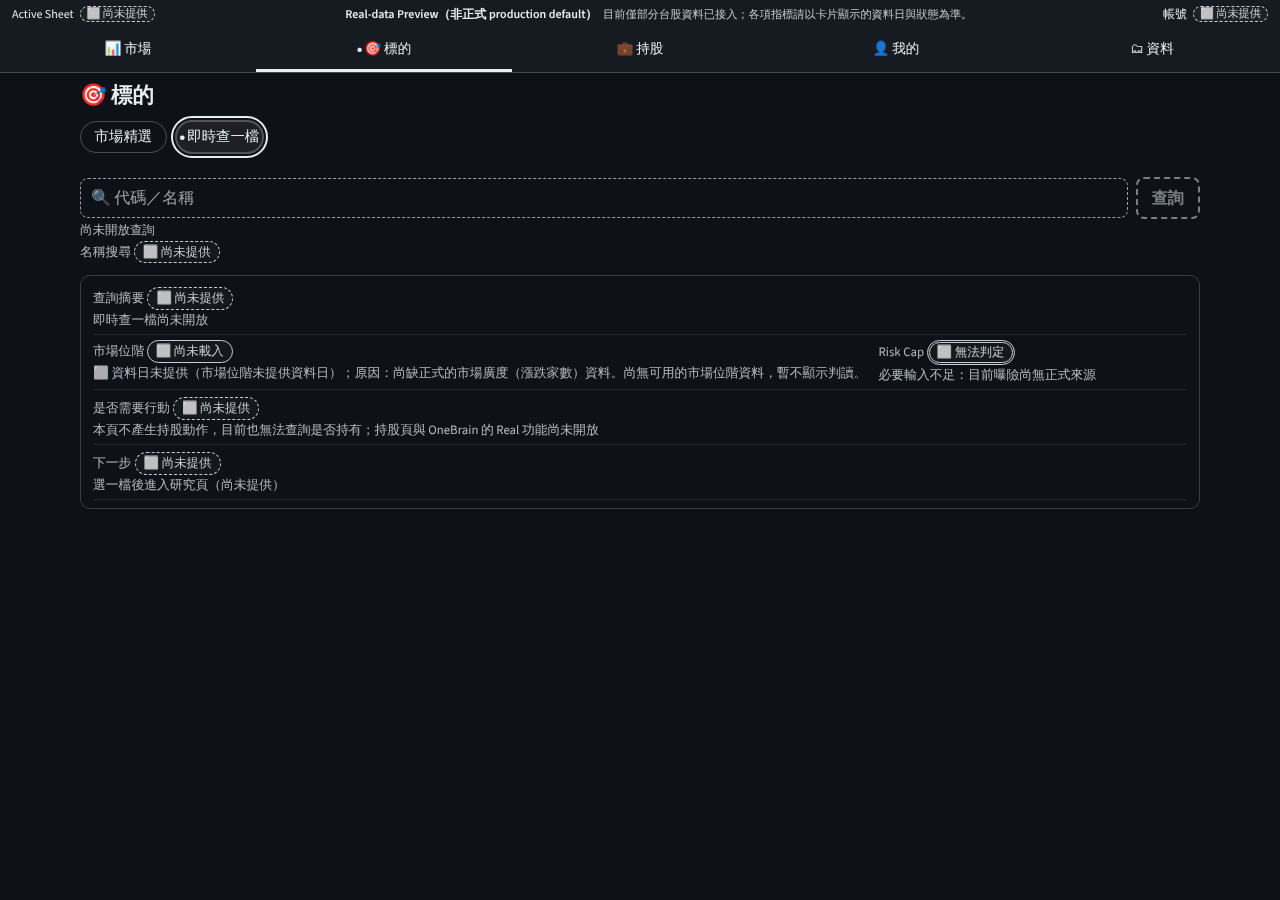 Active Sheet ⬜ 尚未提供
Real-data Preview（非正式 production default） 目前僅部分台股資料已接入；各項指標請以卡片顯示的資料日與狀態為準。
帳號 ⬜ 尚未提供
📊 市場
• 🎯 標的
💼 持股
👤 我的
🗂 資料
🎯 標的
市場精選
• 即時查一檔
🔍 代碼／名稱
查詢
尚未開放查詢
名稱搜尋 ⬜ 尚未提供
查詢摘要 ⬜ 尚未提供
即時查一檔尚未開放
市場位階 ⬜ 尚未載入
⬜ 資料日未提供（市場位階未提供資料日）；原因：尚缺正式的市場廣度（漲跌家數）資料。尚無可用的市場位階資料，暫不顯示判讀。
Risk Cap ⬜ 無法判定
必要輸入不足：目前曝險尚無正式來源
是否需要行動 ⬜ 尚未提供
本頁不產生持股動作，目前也無法查詢是否持有；持股頁與 OneBrain 的 Real 功能尚未開放
下一步 ⬜ 尚未提供
選一檔後進入研究頁（尚未提供）